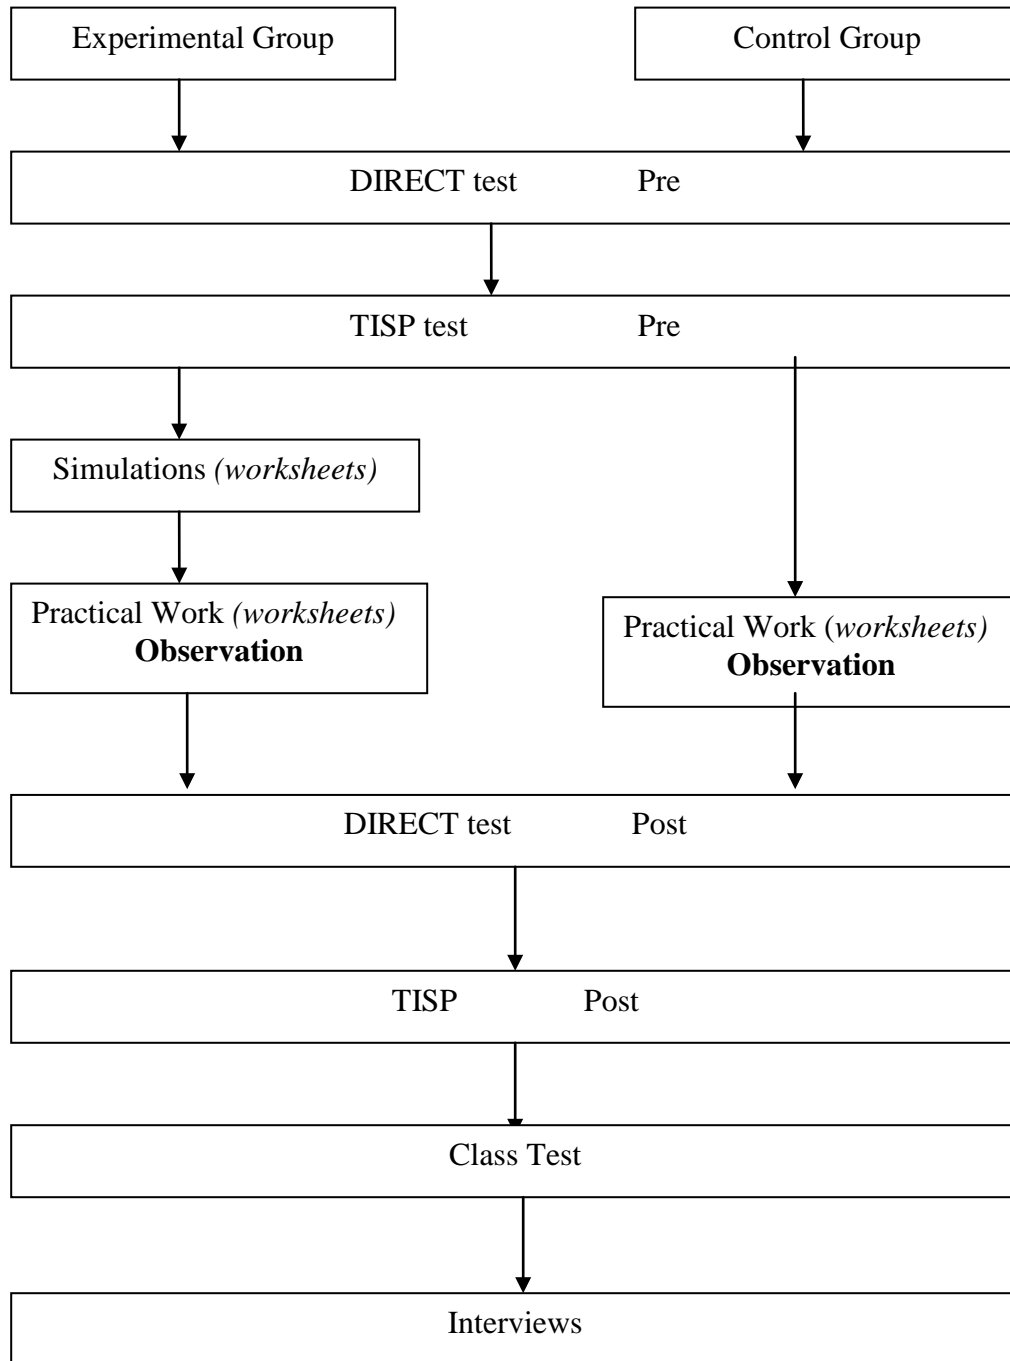 Experimental Group
Control Group
DIRECT test Pre
TISP test Pre
Simulations (worksheets)
Practical Work (worksheets)
Observation
Practical Work (worksheets)
Observation
DIRECT test Post
TISP Post
Class Test
Interviews